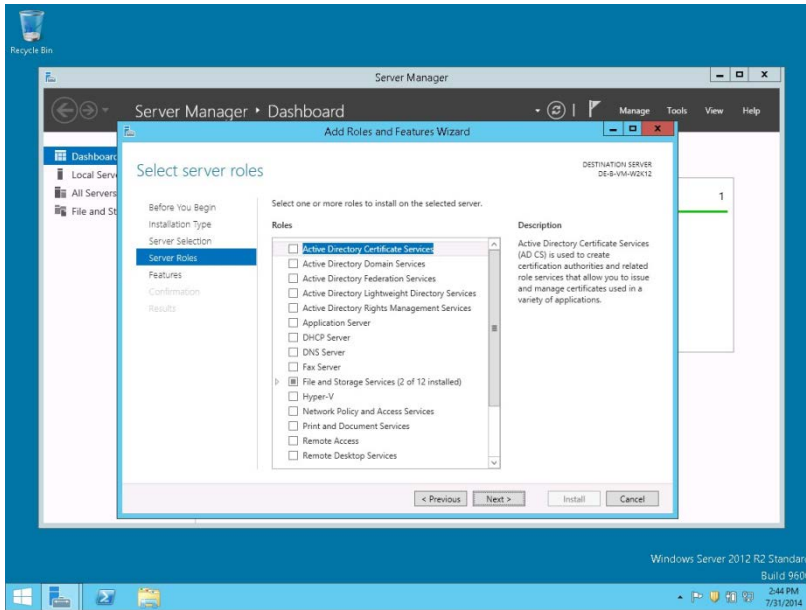 Recycle Bin
Server Manager
Server Manager Dashboard
Manage Tools View Help
Add Roles and Features Wizard
Dashboard
Local Serv
All Servers
File and St
1
Select server roles
DESTINATION SERVER
DE-B-VM-W2K12
Before You Begin
Installation Type
Server Selection
Server Roles
Features
Confirmation
Results
Select one or more roles to install on the selected server.
Roles
Active Directory Certificate Services
Active Directory Domain Services
Active Directory Federation Services
Active Directory Lightweight Directory Services
Active Directory Rights Management Services
Application Server
DHCP Server
DNS Server
Fax Server
File and Storage Services (2 of 12 installed)
Hyper-V
Network Policy and Access Services
Print and Document Services
Remote Access
Remote Desktop Services
Description
Active Directory Certificate Services
(AD CS) is used to create
certification authorities and related
role services that allow you to issue
and manage certificates used in a
variety of applications.
< Previous Next > Install Cancel
Windows Server 2012 R2 Standar
Build 960
2:44 PM
7/31/2014